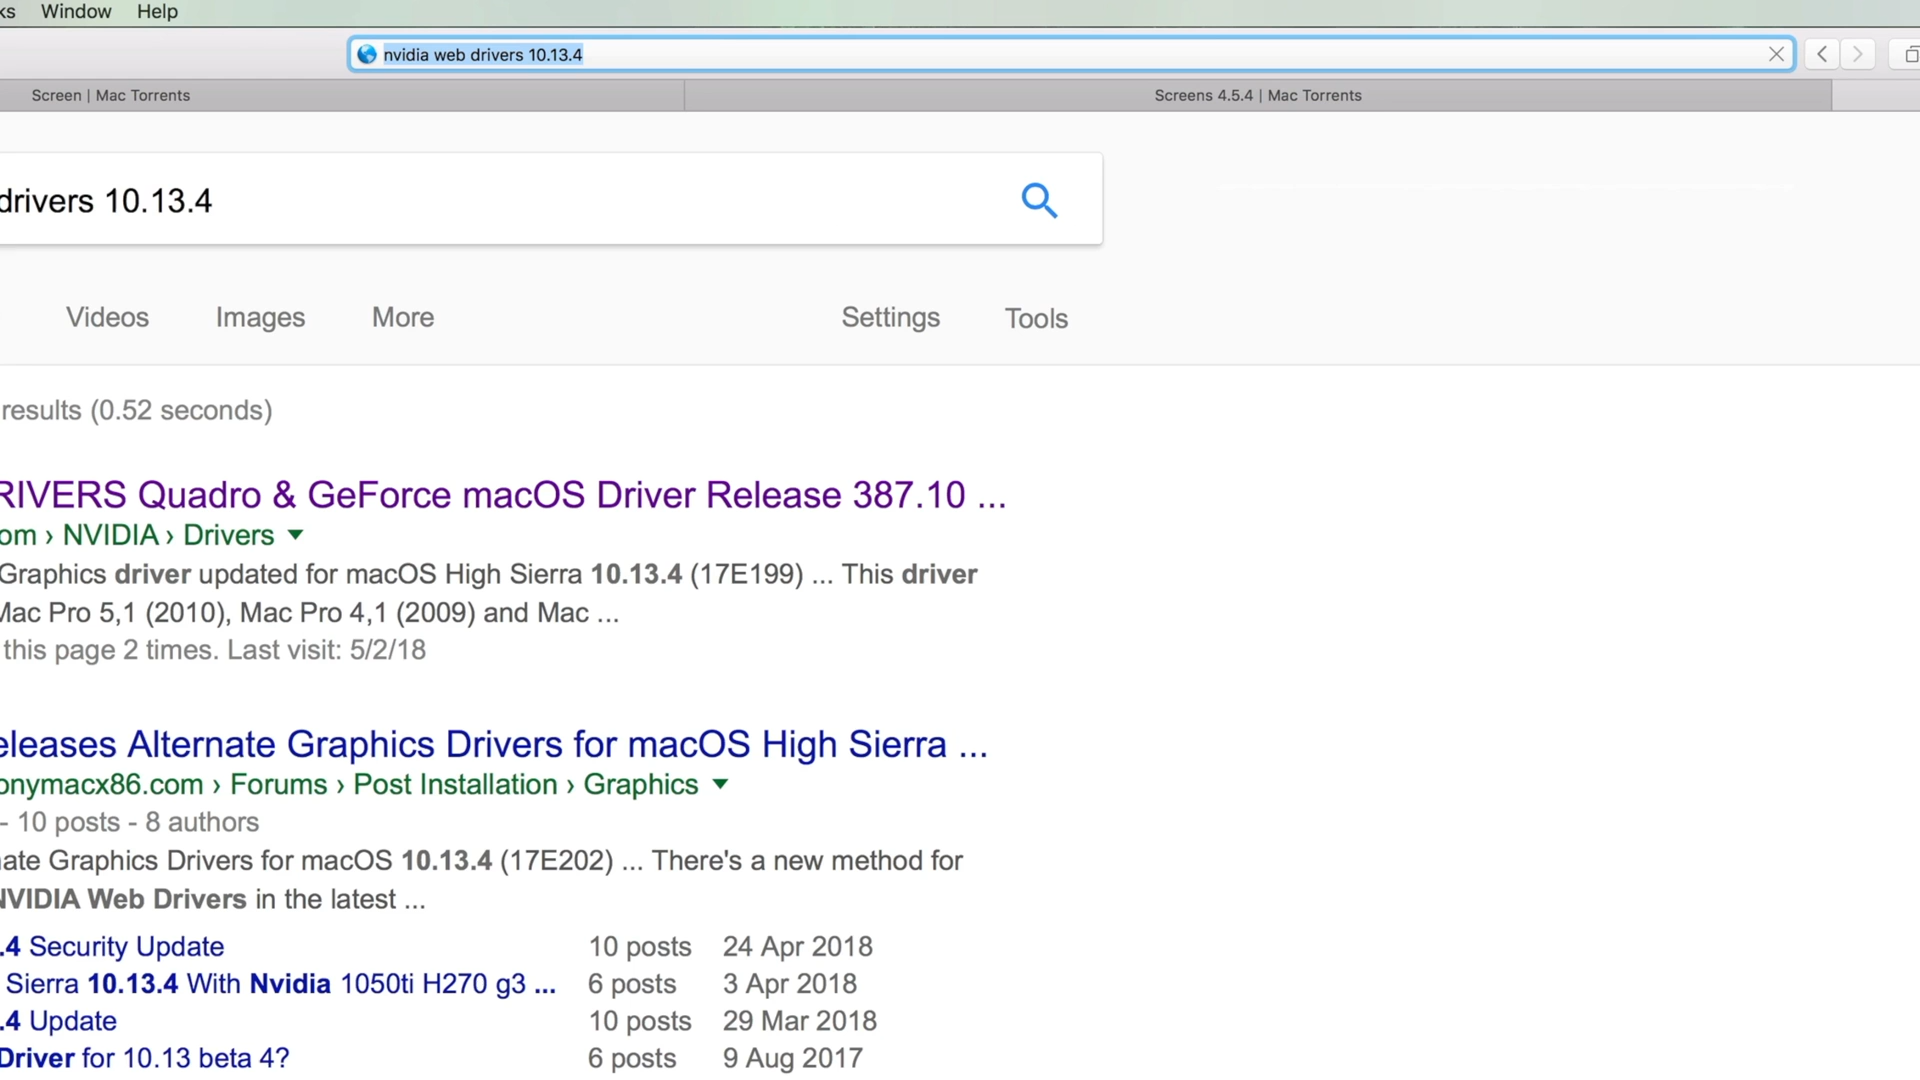 ks Window Help
nvidia web drivers 10.13.4
Screen | Mac Torrents
Screens 4.5.4 | Mac Torrents
drivers 10.13.4
Videos Images More Settings Tools
results (0.52 seconds)
RIVERS Quadro & GeForce macOS Driver Release 387.10 ...
om › NVIDIA › Drivers
Graphics driver updated for macOS High Sierra 10.13.4 (17E199) ... This driver
Mac Pro 5,1 (2010), Mac Pro 4,1 (2009) and Mac ...
this page 2 times. Last visit: 5/2/18
eleases Alternate Graphics Drivers for macOS High Sierra ...
onymacx86.com › Forums › Post Installation › Graphics
- 10 posts - 8 authors
ate Graphics Drivers for macOS 10.13.4 (17E202) ... There's a new method for
NVIDIA Web Drivers in the latest ...
.4 Security Update 10 posts 24 Apr 2018
Sierra 10.13.4 With Nvidia 1050ti H270 g3 ... 6 posts 3 Apr 2018
.4 Update 10 posts 29 Mar 2018
Driver for 10.13 beta 4? 6 posts 9 Aug 2017